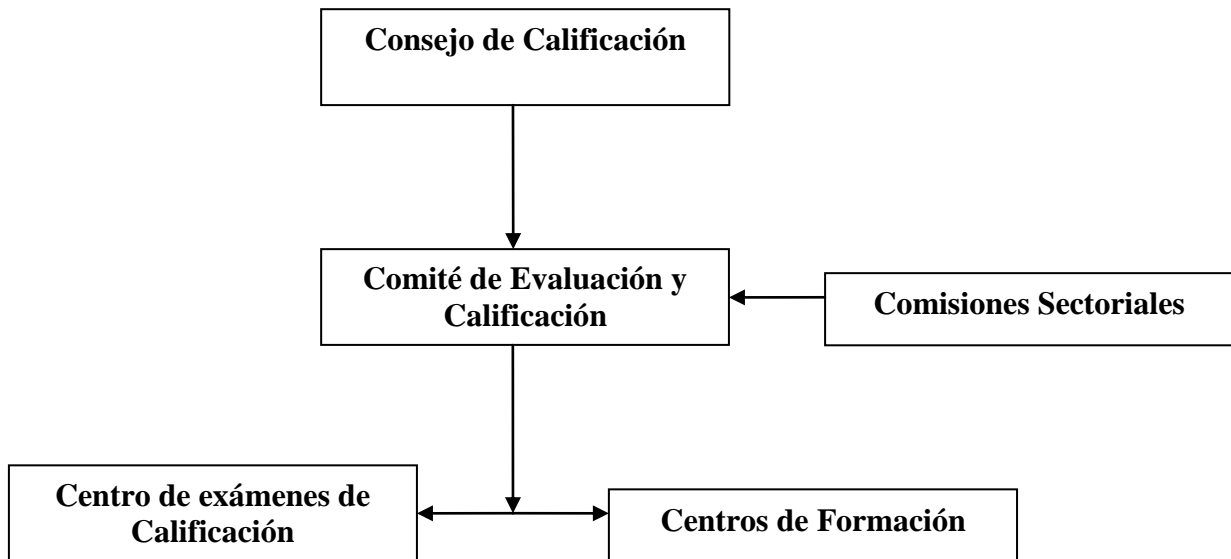 Consejo de Calificación
Comité de Evaluación y
Calificación
Comisiones Sectoriales
Centro de exámenes de
Calificación
Centros de Formación